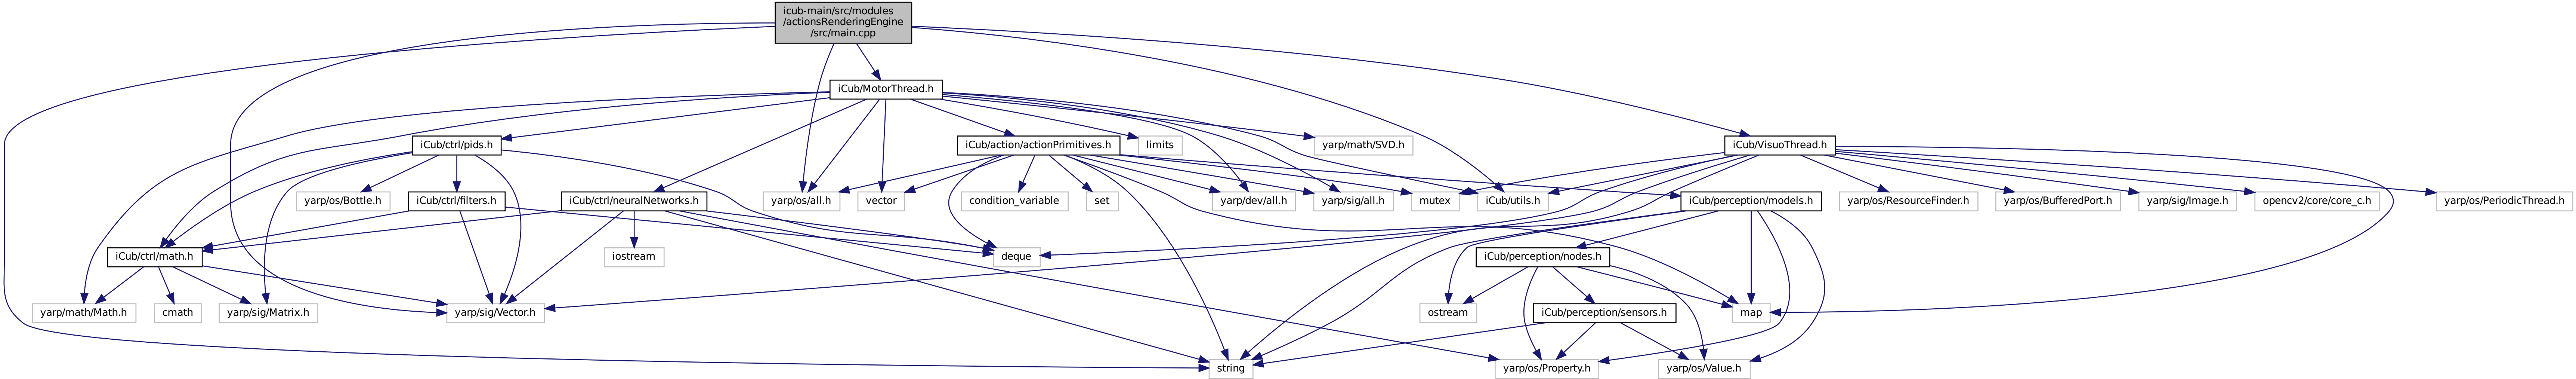 icub-main/src/modules
/actionsRenderingEngine
/src/main.cpp
iCub/MotorThread.h
iCub/ctrl/pids.h
iCub/action/actionPrimitives.h
limits
yarp/math/SVD.h
iCub/VisuoThread.h
yarp/os/Bottle.h
iCub/ctrl/filters.h
iCub/ctrl/neuralNetworks.h
yarp/os/all.h
vector
condition_variable
set
yarp/dev/all.h
yarp/sig/all.h
mutex
iCub/utils.h
iCub/perception/models.h
yarp/os/ResourceFinder.h
yarp/os/BufferedPort.h
yarp/sig/Image.h
opencv2/core/core_c.h
yarp/os/PeriodicThread.h
iCub/ctrl/math.h
iostream
deque
iCub/perception/nodes.h
yarp/math/Math.h
cmath
yarp/sig/Matrix.h
yarp/sig/Vector.h
ostream
iCub/perception/sensors.h
map
string
yarp/os/Property.h
yarp/os/Value.h